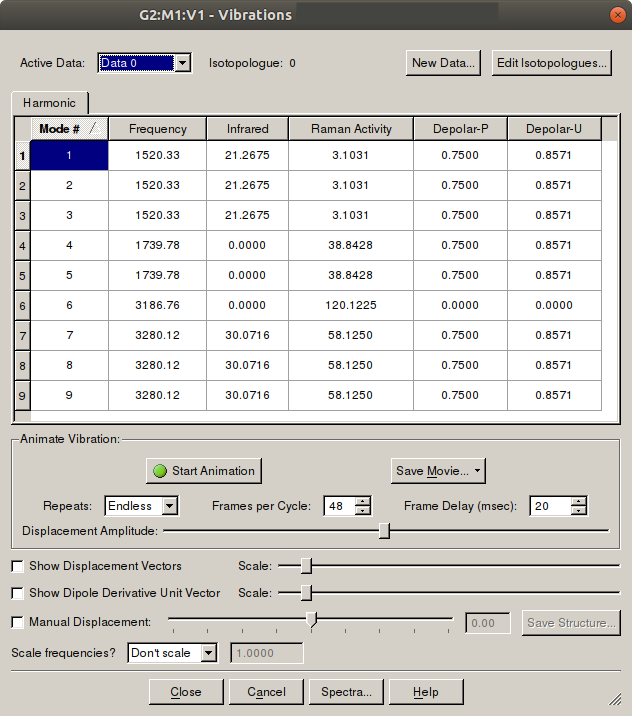 G2:M1:V1 - Vibrations
Active Data: Data 0 Isotopologue: 0 New Data... Edit Isotopologues...
Harmonic
Mode # Frequency Infrared Raman Activity Depolar-P Depolar-U
1 1 1520.33 21.2675 3.1031 0.7500 0.8571
2 2 1520.33 21.2675 3.1031 0.7500 0.8571
3 3 1520.33 21.2675 3.1031 0.7500 0.8571
4 4 1739.78 0.0000 38.8428 0.7500 0.8571
5 5 1739.78 0.0000 38.8428 0.7500 0.8571
6 6 3186.76 0.0000 120.1225 0.0000 0.0000
7 7 3280.12 30.0716 58.1250 0.7500 0.8571
8 8 3280.12 30.0716 58.1250 0.7500 0.8571
9 9 3280.12 30.0716 58.1250 0.7500 0.8571
Animate Vibration:
Start Animation Save Movie...
Repeats: Endless Frames per Cycle: 48 Frame Delay (msec): 20
Displacement Amplitude:
Show Displacement Vectors Scale:
Show Dipole Derivative Unit Vector Scale:
Manual Displacement: 0.00 Save Structure...
Scale frequencies? Don't scale 1.0000
Close Cancel Spectra... Help